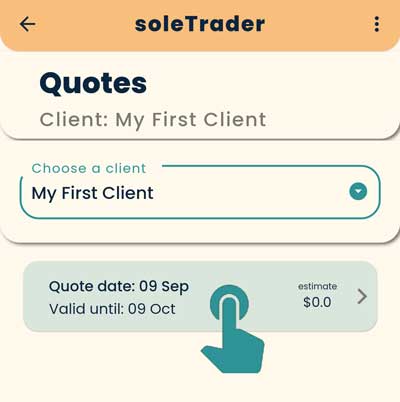 soleTrader
Quotes
Client: My First Client
Choose a client
My First Client
Quote date: 09 Sep
estimate
Valid until: 09 Oct
$0.0